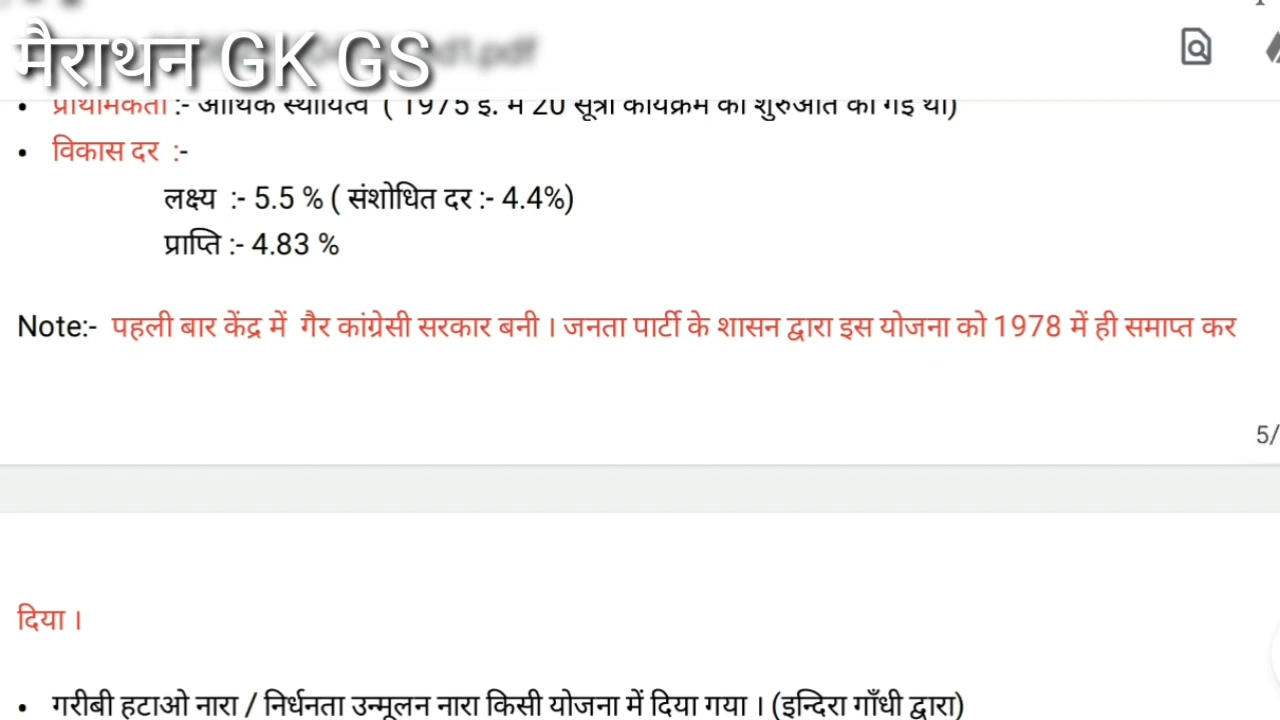 मैराथन GK GS
• प्राथमिकता :- आर्थिक स्थायित्व ( 1975 ई. में 20 सूत्री कार्यक्रम की शुरुआत की गई थी)
• विकास दर :-
लक्ष्य :- 5.5 % ( संशोधित दर :- 4.4%)
प्राप्ति :- 4.83 %
Note:- पहली बार केंद्र में गैर कांग्रेसी सरकार बनी । जनता पार्टी के शासन द्वारा इस योजना को 1978 में ही समाप्त कर
5/
दिया ।
• गरीबी हटाओ नारा / निर्धनता उन्मूलन नारा किसी योजना में दिया गया । (इन्दिरा गाँधी द्वारा)